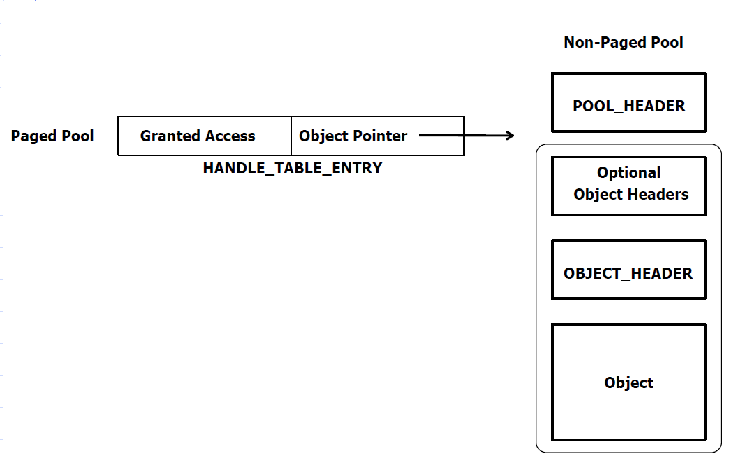 Non-Paged Pool
POOL_HEADER
Paged Pool
Granted Access
Object Pointer
HANDLE_TABLE_ENTRY
Optional
Object Headers
OBJECT_HEADER
Object